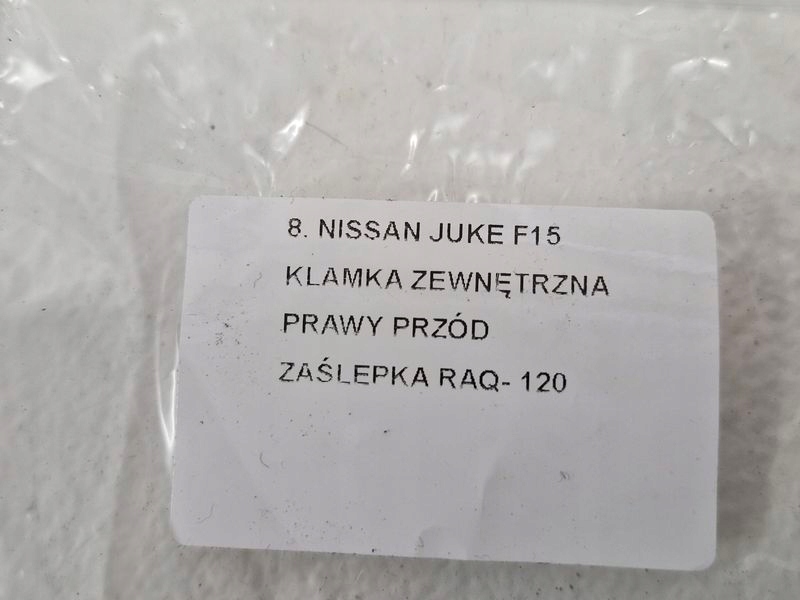 8. NISSAN JUKE F15
KLAMKA ZEWNĘTRZNA
PRAWY PRZÓD
ZAŚLEPKA RAQ- 120